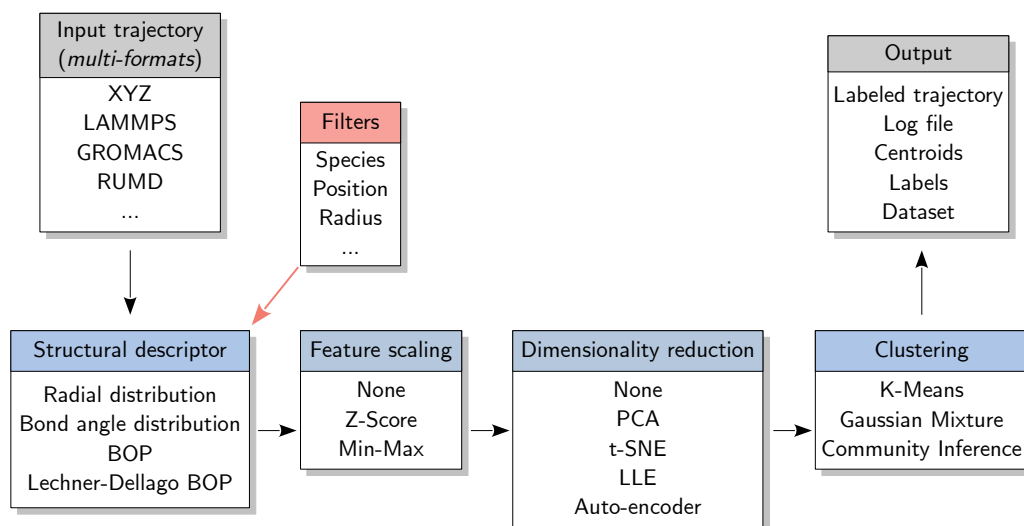 Input trajectory
(multi-formats)
XYZ
LAMMPS
GROMACS
RUMD
...
Filters
Species
Position
Radius
...
Output
Labeled trajectory
Log file
Centroids
Labels
Dataset
Structural descriptor
Radial distribution
Bond angle distribution
BOP
Lechner-Dellago BOP
Feature scaling
None
Z-Score
Min-Max
Dimensionality reduction
None
PCA
t-SNE
LLE
Auto-encoder
Clustering
K-Means
Gaussian Mixture
Community Inference